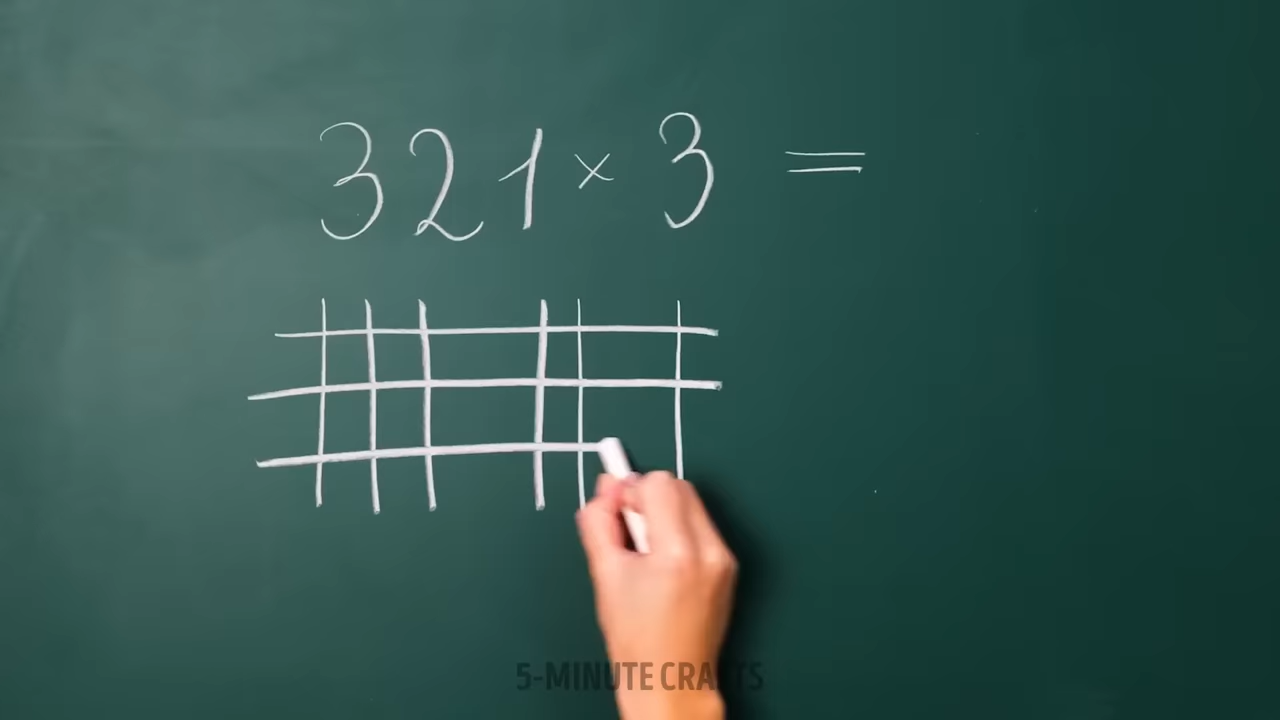 321 × 3 =
5-MINUTE CRAFTS